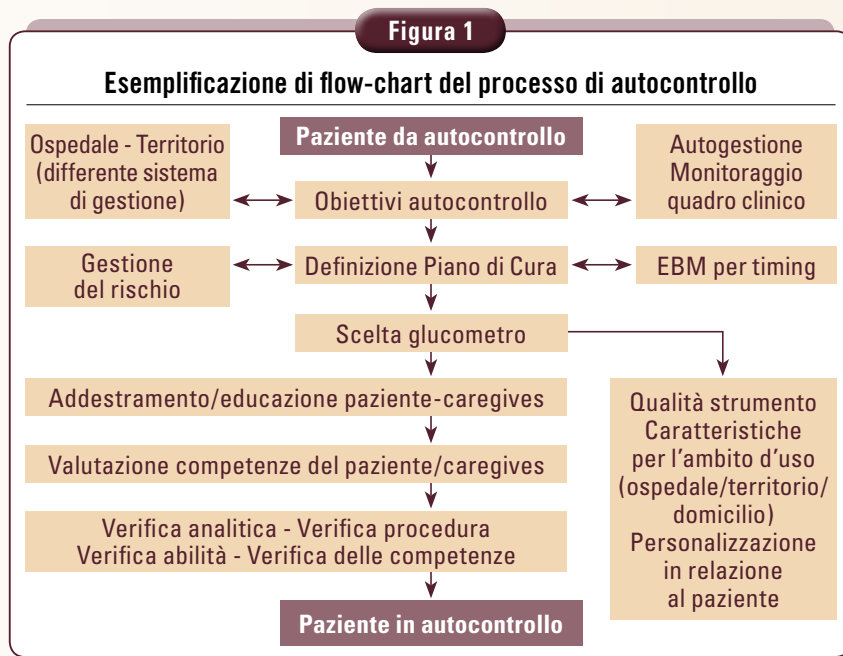 Figura 1
Esemplificazione di flow-chart del processo di autocontrollo
Paziente da autocontrollo
Ospedale - Territorio
(differente sistema
di gestione)
Obiettivi autocontrollo
Autogestione
Monitoraggio
quadro clinico
Gestione
del rischio
Definizione Piano di Cura
EBM per timing
Scelta glucometro
Addestramento/educazione paziente-caregives
Valutazione competenze del paziente/caregives
Verifica analitica - Verifica procedura
Verifica abilità - Verifica delle competenze
Qualità strumento
Caratteristiche
per l'ambito d'uso
(ospedale/territorio/
domicilio)
Personalizzazione
in relazione
al paziente
Paziente in autocontrollo